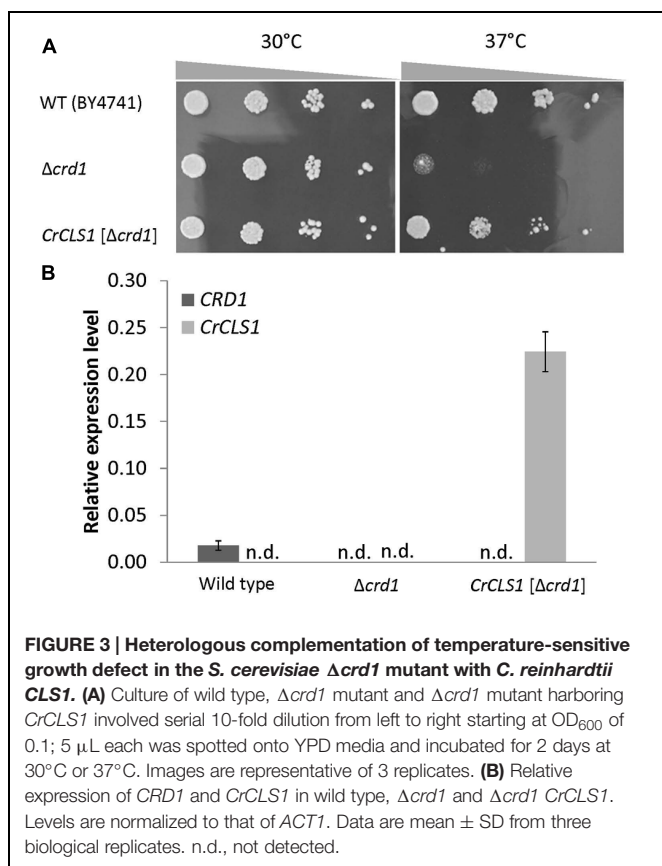 A
30°C 37°C
WT (BY4741)
Δcrd1
CrCLS1 [Δcrd1]
B
0.30
0.25
0.20
0.15
0.10
0.05
0.00
Relative expression level
CRD1
CrCLS1
n.d. n.d. n.d. n.d.
Wild type Δcrd1 CrCLS1 [Δcrd1]
FIGURE 3 | Heterologous complementation of temperature-sensitive
growth defect in the S. cerevisiae Δcrd1 mutant with C. reinhardtii
CLS1. (A) Culture of wild type, Δcrd1 mutant and Δcrd1 mutant harboring
CrCLS1 involved serial 10-fold dilution from left to right starting at OD600 of
0.1; 5 μL each was spotted onto YPD media and incubated for 2 days at
30°C or 37°C. Images are representative of 3 replicates. (B) Relative
expression of CRD1 and CrCLS1 in wild type, Δcrd1 and Δcrd1 CrCLS1.
Levels are normalized to that of ACT1. Data are mean ± SD from three
biological replicates. n.d., not detected.